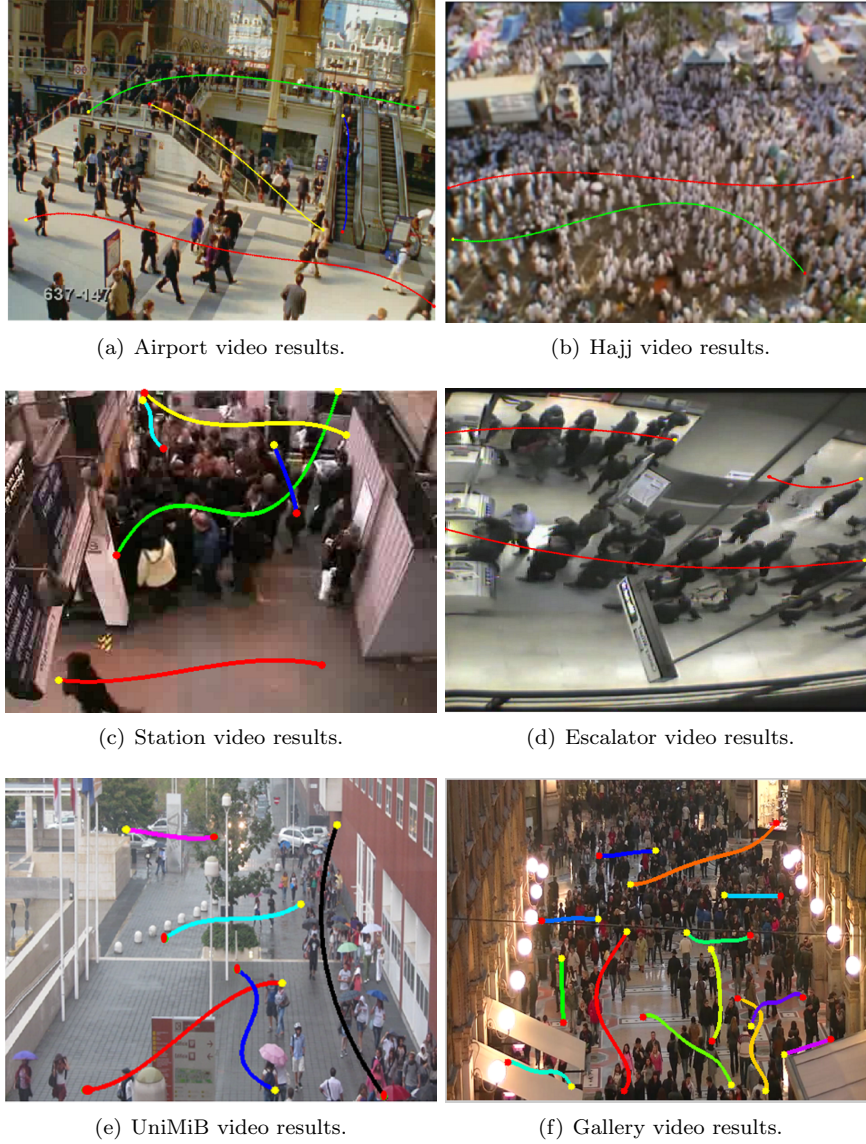 637-147
(a) Airport video results.
(b) Hajj video results.
(c) Station video results.
(d) Escalator video results.
(e) UniMiB video results.
(f) Gallery video results.